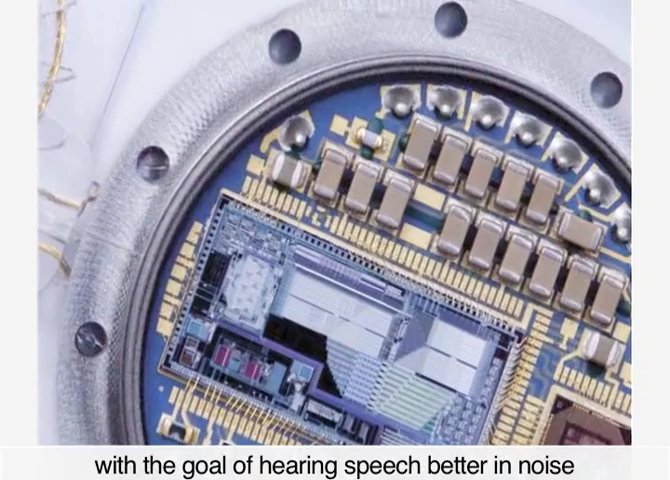 with the goal of hearing speech better in noise